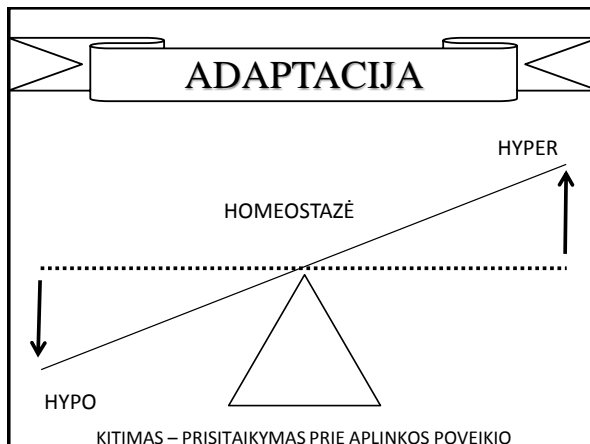 ADAPTACIJA
HYPER
HOMEOSTAZĖ
HYPO
KITIMAS – PRISITAIKYMAS PRIE APLINKOS POVEIKIO